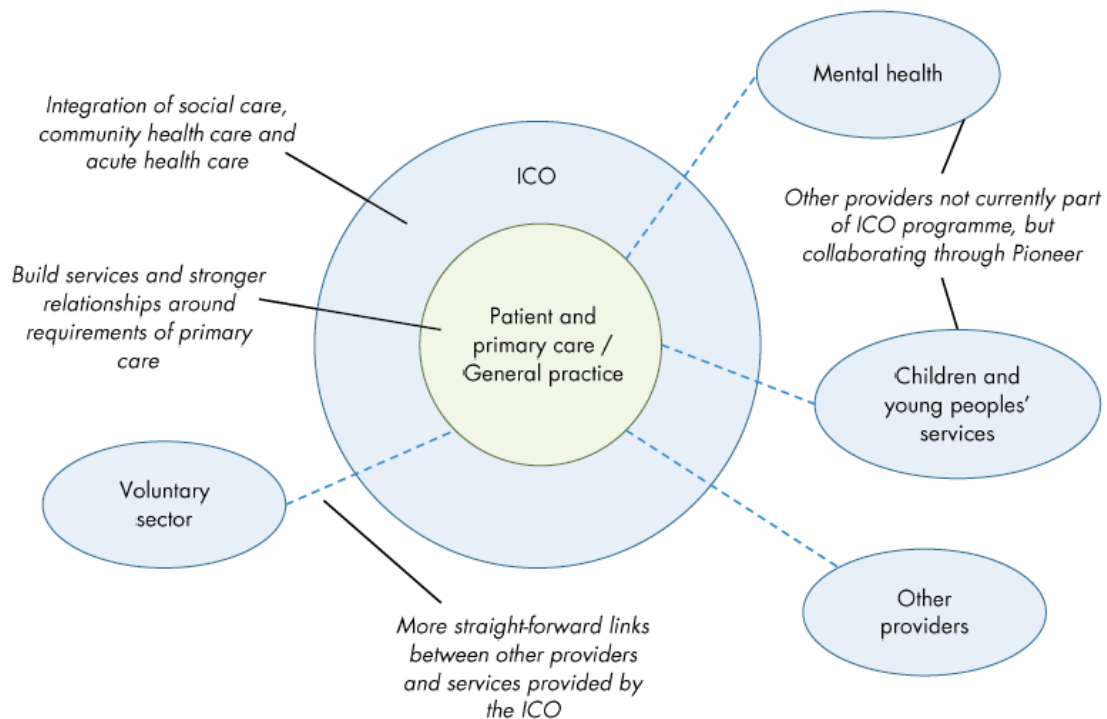 Mental health
Integration of social care,
community health care and
acute health care
ICO
Other providers not currently part
of ICO programme, but
collaborating through Pioneer
Build services and stronger
relationships around
requirements of primary
care
Patient and
primary care /
General practice
Children and
young peoples’
services
Voluntary
sector
Other
providers
More straight-forward links
between other providers
and services provided by
the ICO